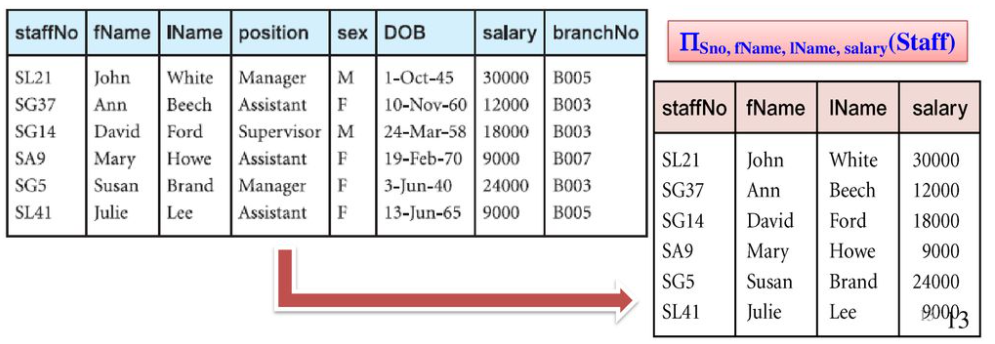 staffNo fName lName position sex DOB salary branchNo
SL21 John White Manager M 1-Oct-45 30000 B005
SG37 Ann Beech Assistant F 10-Nov-60 12000 B003
SG14 David Ford Supervisor M 24-Mar-58 18000 B003
SA9 Mary Howe Assistant F 19-Feb-70 9000 B007
SG5 Susan Brand Manager F 3-Jun-40 24000 B003
SL41 Julie Lee Assistant F 13-Jun-65 9000 B005
ΠSno, fName, lName, salary(Staff)
staffNo fName lName salary
SL21 John White 30000
SG37 Ann Beech 12000
SG14 David Ford 18000
SA9 Mary Howe 9000
SG5 Susan Brand 24000
SL41 Julie Lee 9000
13